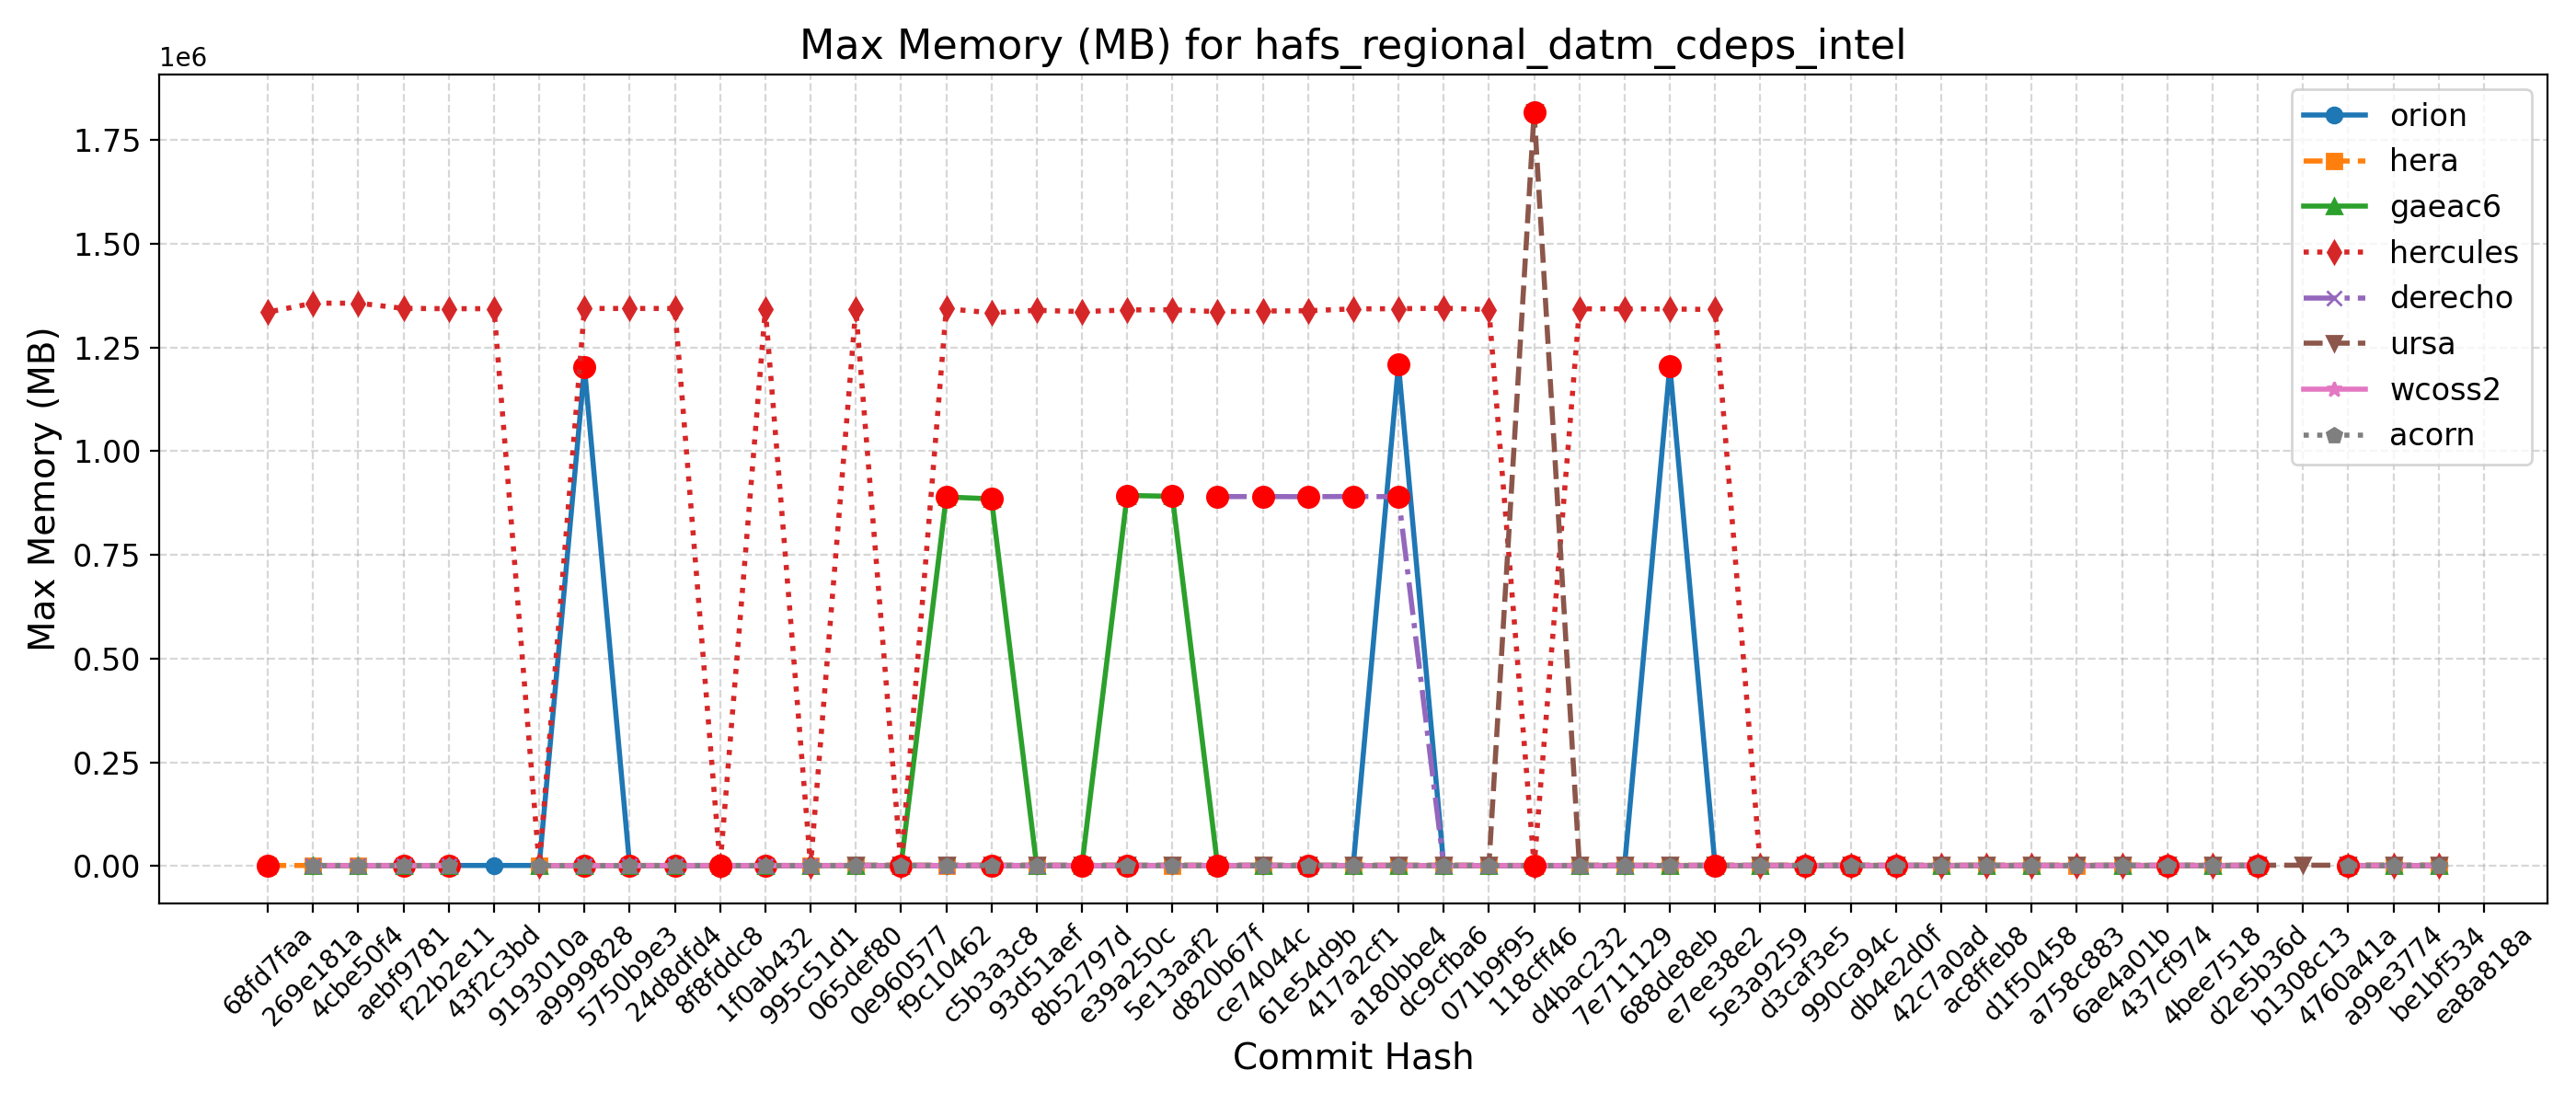 Max Memory (MB) for hafs_regional_datm_cdeps_intel
1e6
1.75
1.50
1.25
1.00
0.75
0.50
0.25
0.00
Max Memory (MB)
orion
hera
gaeac6
hercules
derecho
ursa
wcoss2
acorn
68fd7faa
269e181a
4cbe50f4
aebf9781
f22b2e11
43f2c3bd
9193010a
a9999828
5750b9e3
24d8dfd4
8f8fddc8
1f0ab432
995c51d1
065def80
0e960577
f9c10462
c5b3a3c8
93d51aef
8b52797d
e39a250c
5e13aaf2
d820b67f
ce74044c
61e54d9b
417a2cf1
a180bbe4
dc9cfba6
071b9f95
118cff46
d4bac232
7e711129
688de8eb
e7ee38e2
5e3a9259
d3caf3e5
990ca94c
db4e2d0f
42c7a0ad
ac8ffeb8
d1f50458
a758c883
6ae4a01b
437cf974
4bee7518
d2e5b36d
b1308c13
4760a41a
a99e3774
be1bf534
ea8a818a
Commit Hash